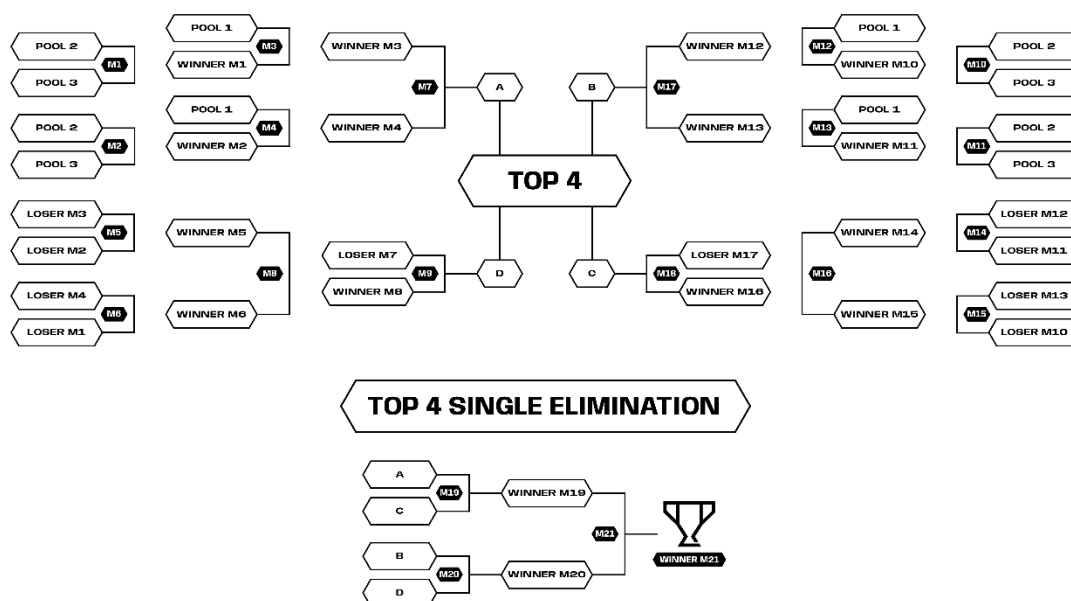 POOL 2
M1
POOL 3
POOL 2
M2
POOL 3
LOSER M3
M5
LOSER M2
LOSER M4
M6
LOSER M1
POOL 1
M3
WINNER M1
POOL 1
M4
WINNER M2
WINNER M5
M8
WINNER M6
WINNER M3
M7
WINNER M4
A
LOSER M7
M9
WINNER M8
D
TOP 4
B
WINNER M12
M17
WINNER M13
C
LOSER M17
M18
WINNER M16
POOL 1
M12
WINNER M10
POOL 1
M13
WINNER M11
WINNER M14
M16
WINNER M15
POOL 2
M10
POOL 3
POOL 2
M11
POOL 3
LOSER M12
M14
LOSER M11
LOSER M13
M15
LOSER M10
TOP 4 SINGLE ELIMINATION
A
M19
C
WINNER M19
B
M20
D
WINNER M20
M21
WINNER M21